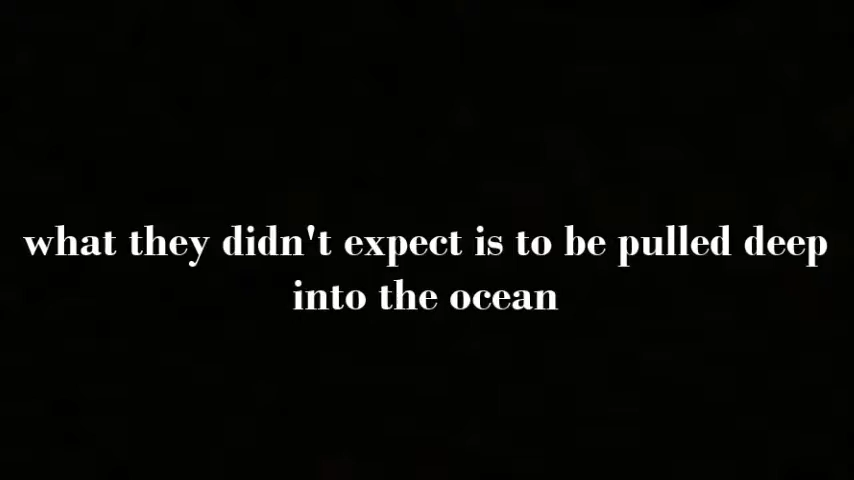 what they didn't expect is to be pulled deep
into the ocean